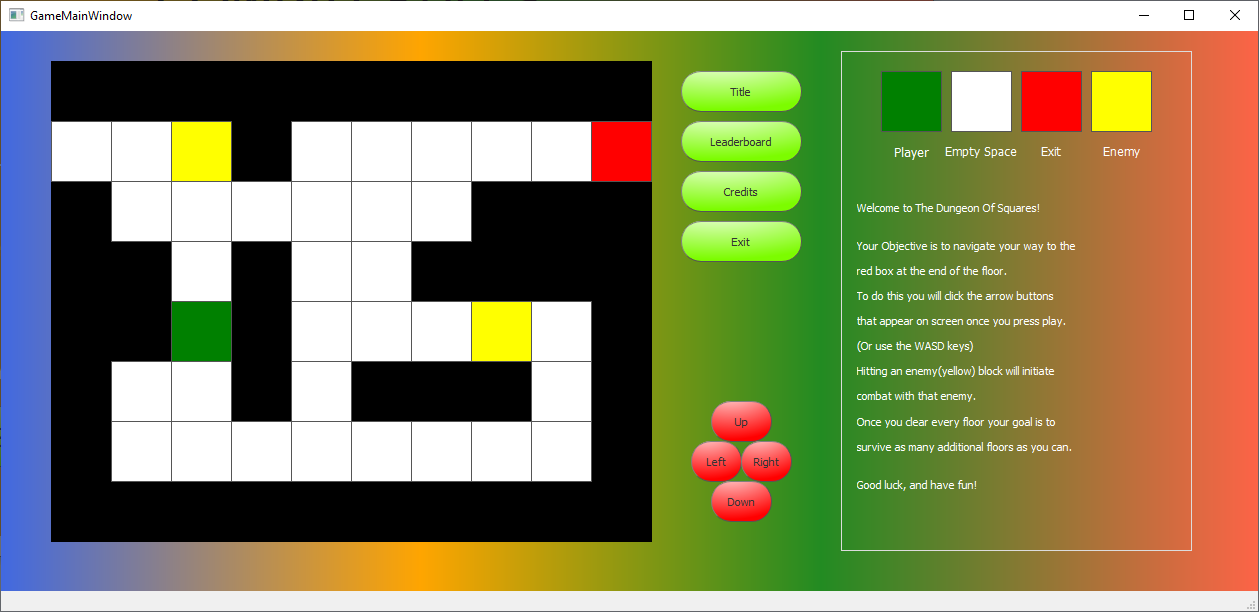 GameMainWindow
Title
Leaderboard
Credits
Exit
Up
Left Right
Down
Player Empty Space Exit Enemy
Welcome to The Dungeon Of Squares!
Your Objective is to navigate your way to the
red box at the end of the floor.
To do this you will click the arrow buttons
that appear on screen once you press play.
(Or use the WASD keys)
Hitting an enemy(yellow) block will initiate
combat with that enemy.
Once you clear every floor your goal is to
survive as many additional floors as you can.
Good luck, and have fun!